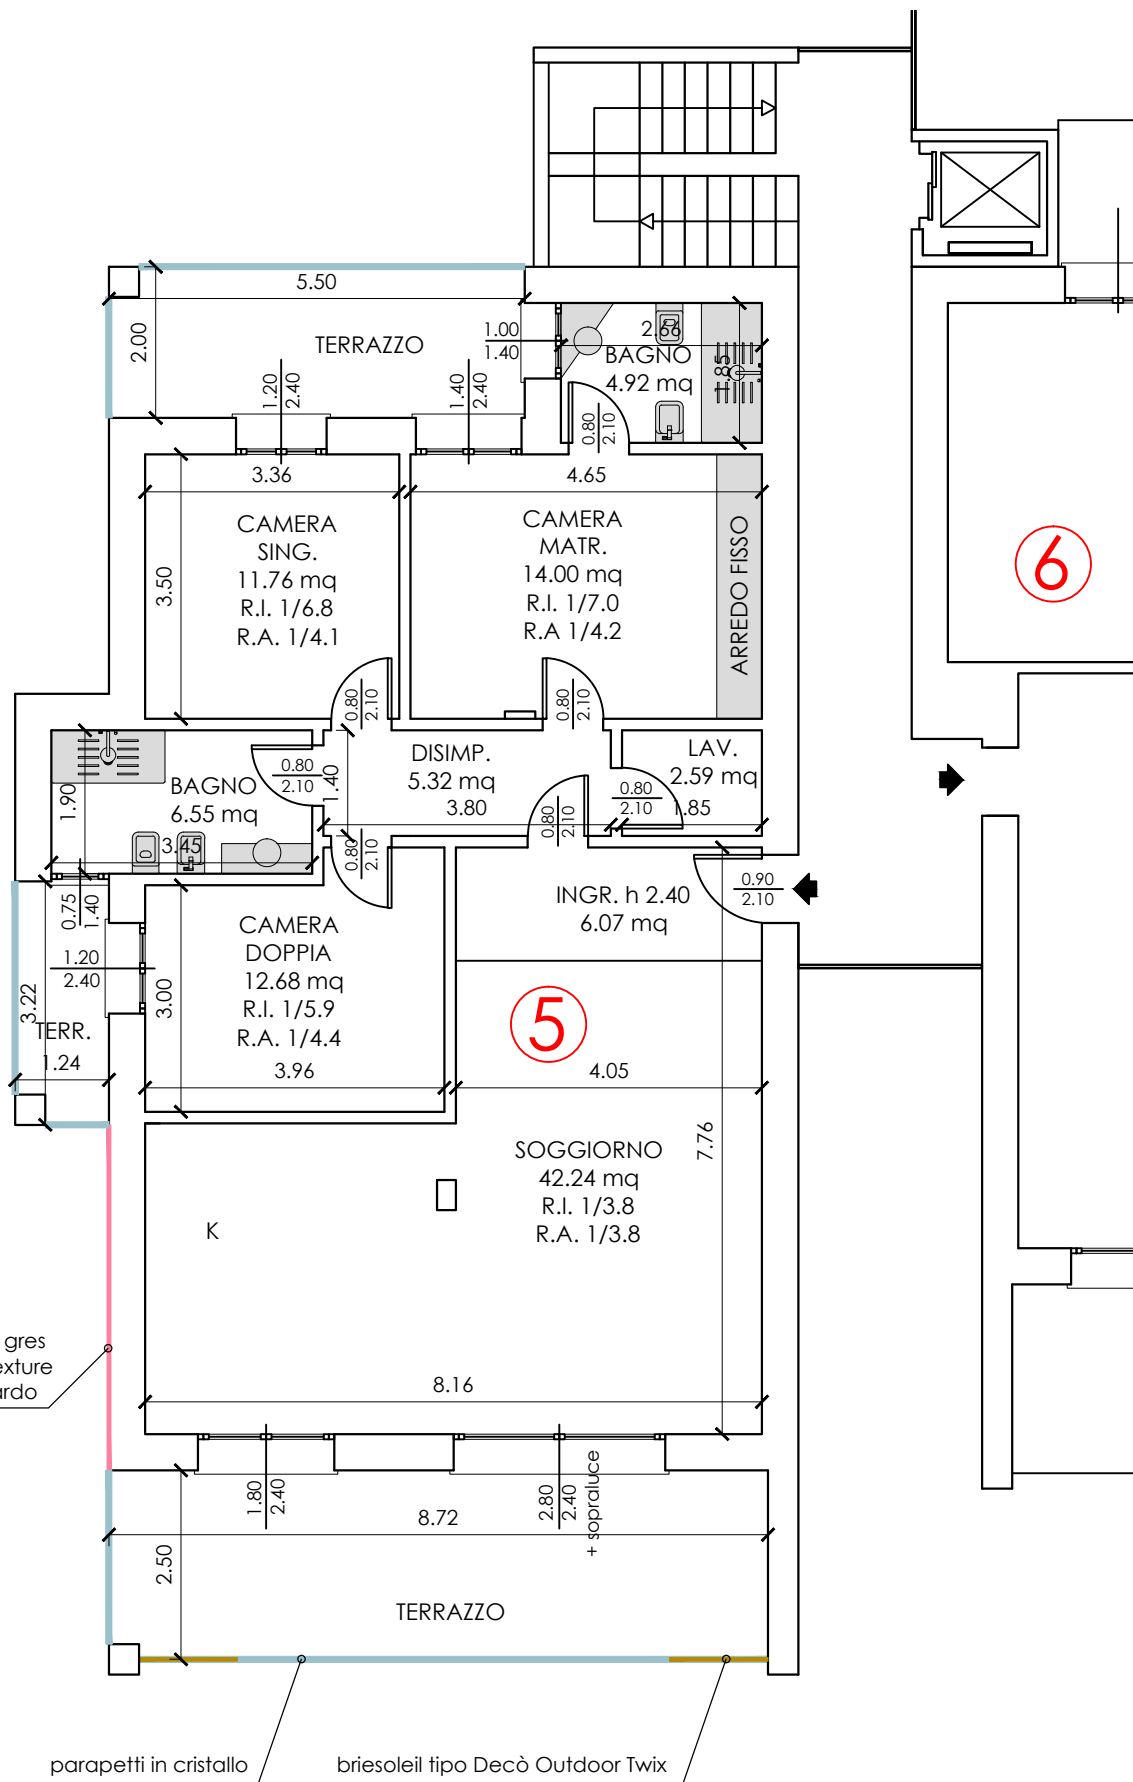 5.50
2.00
TERRAZZO
1.00
1.40
2.66
BAGNO
4.92 mq
1.85
1.20
2.40
1.40
2.40
0.80
2.10
3.36
4.65
CAMERA
SING.
11.76 mq
R.I. 1/6.8
R.A. 1/4.1
3.50
CAMERA
MATR.
14.00 mq
R.I. 1/7.0
R.A 1/4.2
ARREDO FISSO
6
0.80
2.10
0.80
2.10
DISIMP.
5.32 mq
3.80
1.40
LAV.
2.59 mq
1.85
0.80
2.10
0.80
2.10
BAGNO
6.55 mq
1.90
3.45
0.80
2.10
0.80
2.10
INGR. h 2.40
6.07 mq
0.90
2.10
0.75
1.40
1.20
2.40
3.22
TERR.
1.24
CAMERA
DOPPIA
12.68 mq
R.I. 1/5.9
R.A. 1/4.4
3.00
3.96
5
4.05
7.76
SOGGIORNO
42.24 mq
R.I. 1/3.8
R.A. 1/3.8
K
gres
exture
ardo
8.16
1.80
2.40
2.80
2.40
+ sopraluce
8.72
2.50
TERRAZZO
parapetti in cristallo
briesoleil tipo Decò Outdoor Twix